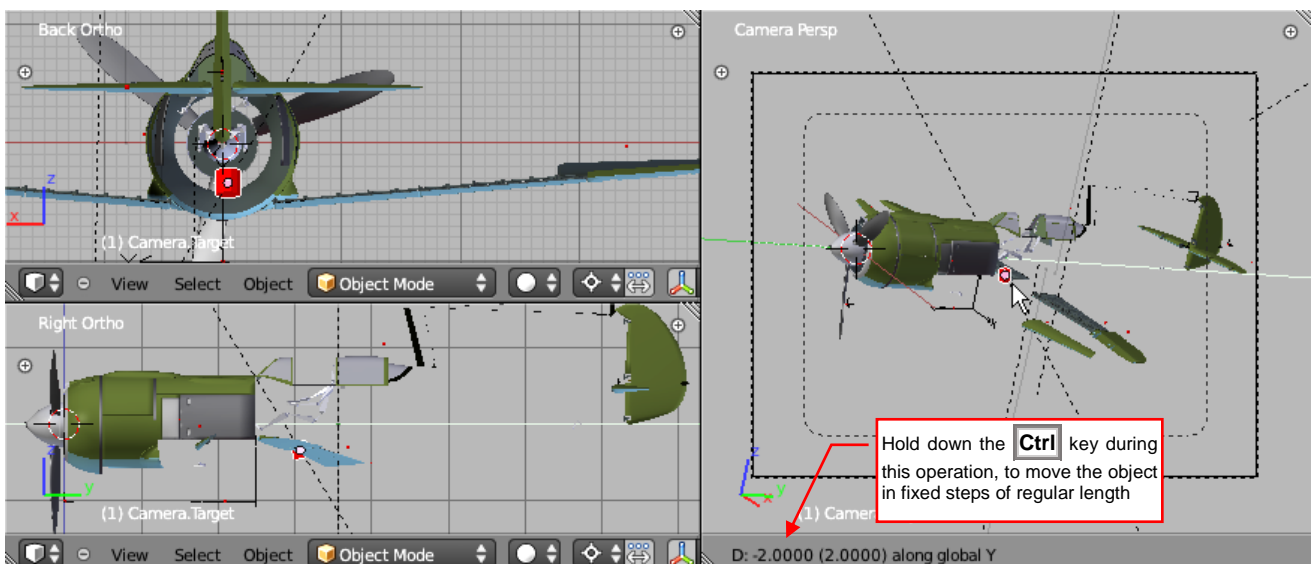 Back Ortho
z
x
(1) Camera.Target
View Select Object Object Mode
Right Ortho
z
y
(1) Camera.Target
View Select Object Object Mode
Camera Persp
Hold down the Ctrl key during
this operation, to move the object
in fixed steps of regular length
z
y
x
(1) Camer
D: -2.0000 (2.0000) along global Y